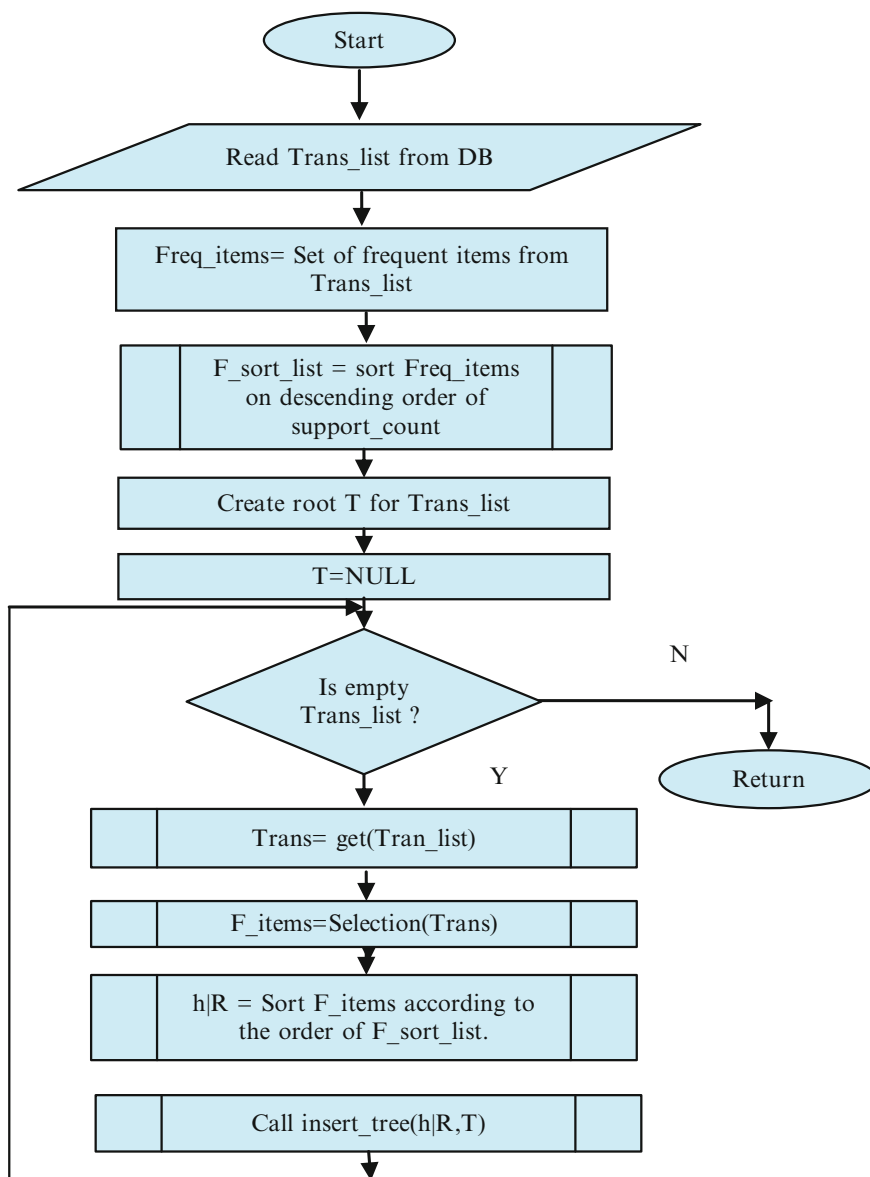 Start
Read Trans_list from DB
Freq_items= Set of frequent items from
Trans_list
F_sort_list = sort Freq_items
on descending order of
support_count
Create root T for Trans_list
T=NULL
Is empty
Trans_list ?
N
Y
Return
Trans= get(Tran_list)
F_items=Selection(Trans)
h|R = Sort F_items according to
the order of F_sort_list.
Call insert_tree(h|R,T)